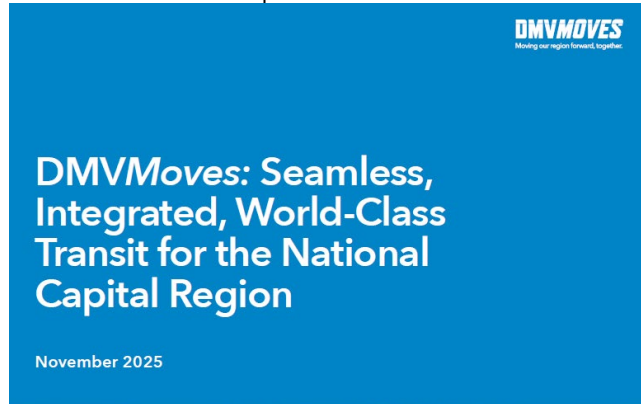 DMVMOVES
Moving our region forward, together.
DMVMoves: Seamless,
Integrated, World-Class
Transit for the National
Capital Region
November 2025